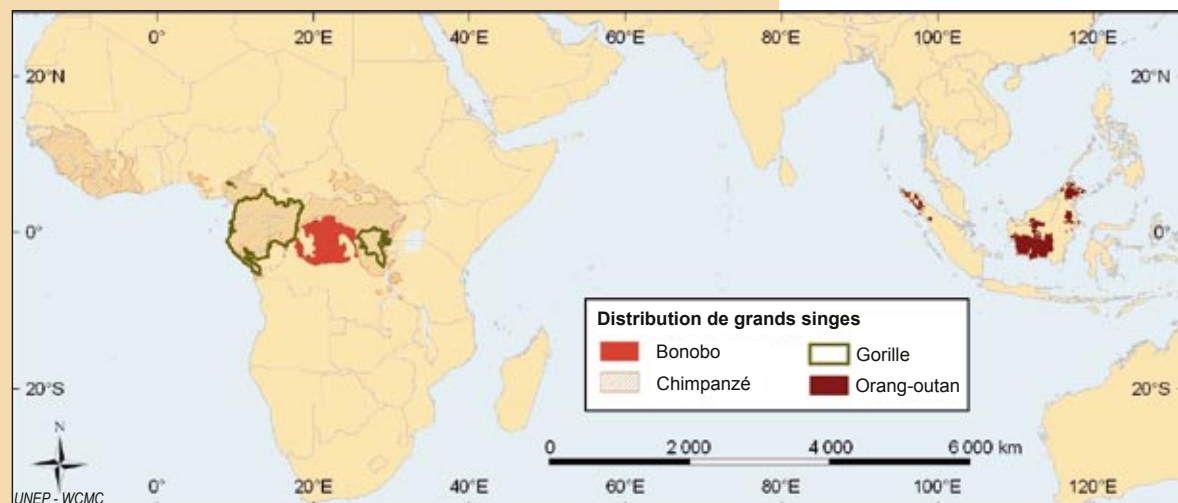 0° 20°E 40°E 60°E 80°E 100°E 120°E
20°N 20°N
0° 0°
Distribution de grands singes
Bonobo Gorille
Chimpanzé Orang-outan
20°S 20°S
N
0 2 000 4 000 6 000 km
UNEP - WCMC
0° 20°E 40°E 60°E 80°E 100°E 120°E